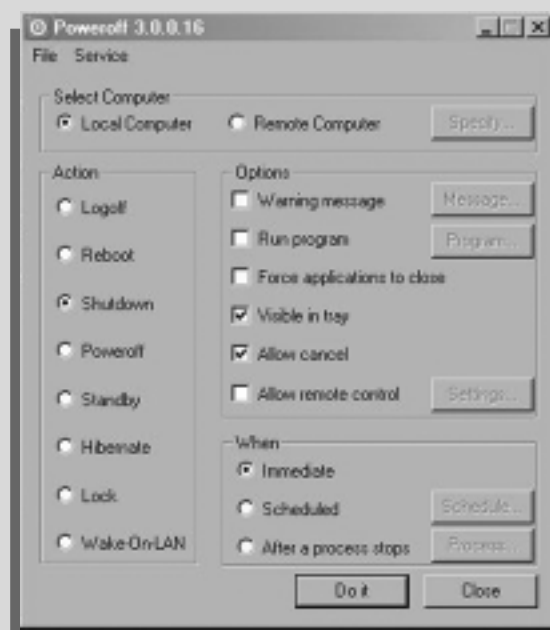 Poweroff 3.0.0.16
File Service
Select Computer
Local Computer
Remote Computer
Specify...
Action
Logoff
Reboot
Shutdown
Poweroff
Standby
Hibernate
Lock
Wake-On-LAN
Options
Warning message
Message...
Run program
Program...
Force applications to close
Visible in tray
Allow cancel
Allow remote control
Settings...
When
Immediate
Scheduled
Schedule...
After a process stops
Process...
Do it
Close